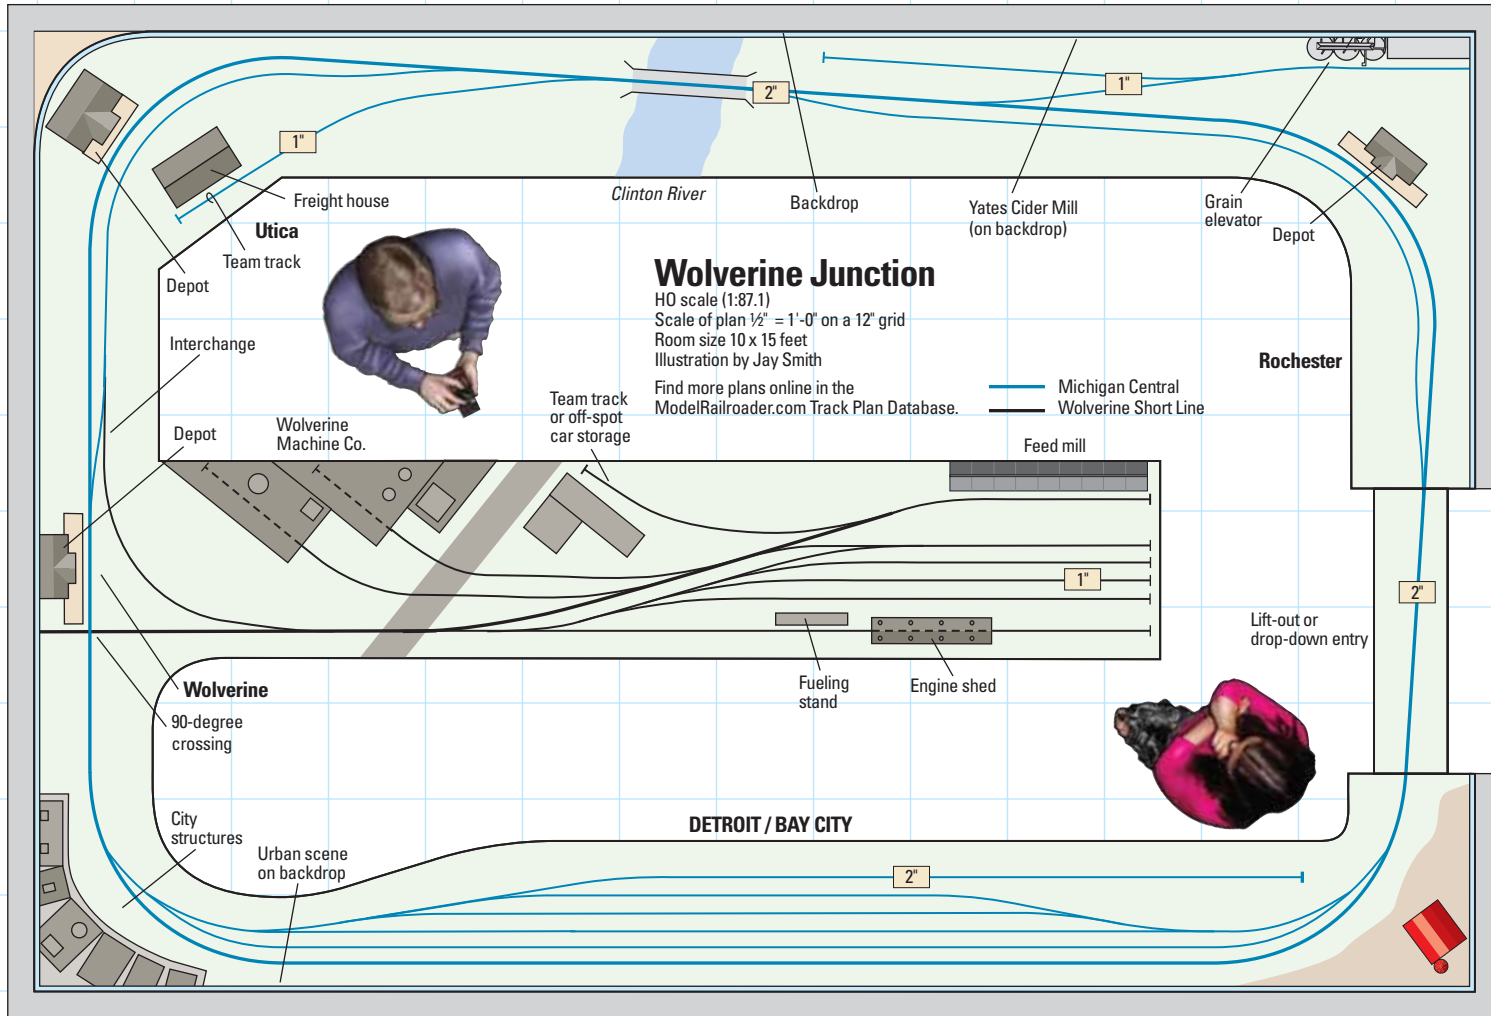 2"
1"
1"
Clinton River
Backdrop
Yates Cider Mill
(on backdrop)
Grain
elevator
Depot
Freight house
Utica
Team track
Depot
Wolverine Junction
HO scale (1:87.1)
Scale of plan ½" = 1'-0" on a 12" grid
Room size 10 x 15 feet
Illustration by Jay Smith
Find more plans online in the
ModelRailroader.com Track Plan Database.
Michigan Central
Wolverine Short Line
Rochester
Interchange
Depot
Wolverine
Machine Co.
Team track
or off-spot
car storage
Feed mill
1"
2"
Lift-out or
drop-down entry
Fueling
stand
Engine shed
Wolverine
90-degree
crossing
City
structures
Urban scene
on backdrop
DETROIT / BAY CITY
2"